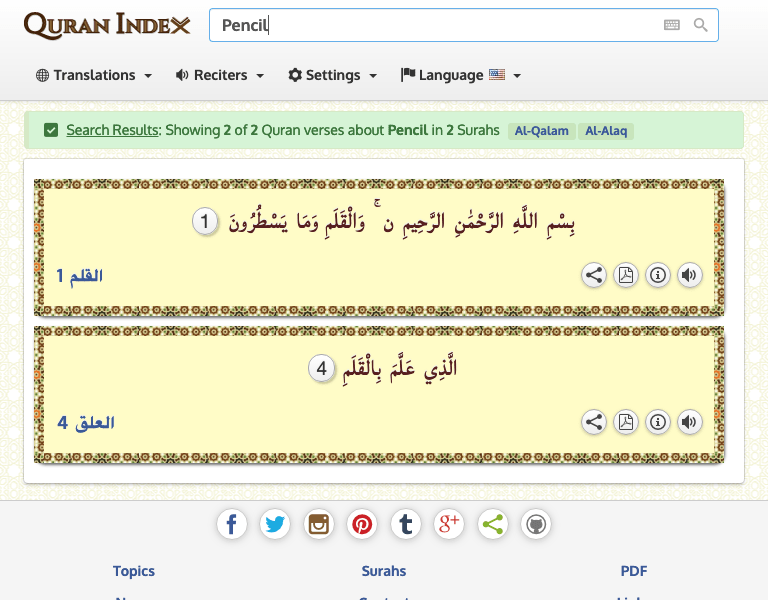 QURAN INDEX
Pencil
Translations
Reciters
Settings
Language
Search Results: Showing 2 of 2 Quran verses about Pencil in 2 Surahs Al-Qalam Al-Alaq
بِسْمِ اللَّهِ الرَّحْمَٰنِ الرَّحِيمِ ن ۚ وَالْقَلَمِ وَمَا يَسْطُرُونَ 1
القلم 1
الَّذِي عَلَّمَ بِالْقَلَمِ 4
العلق 4
Topics Surahs PDF